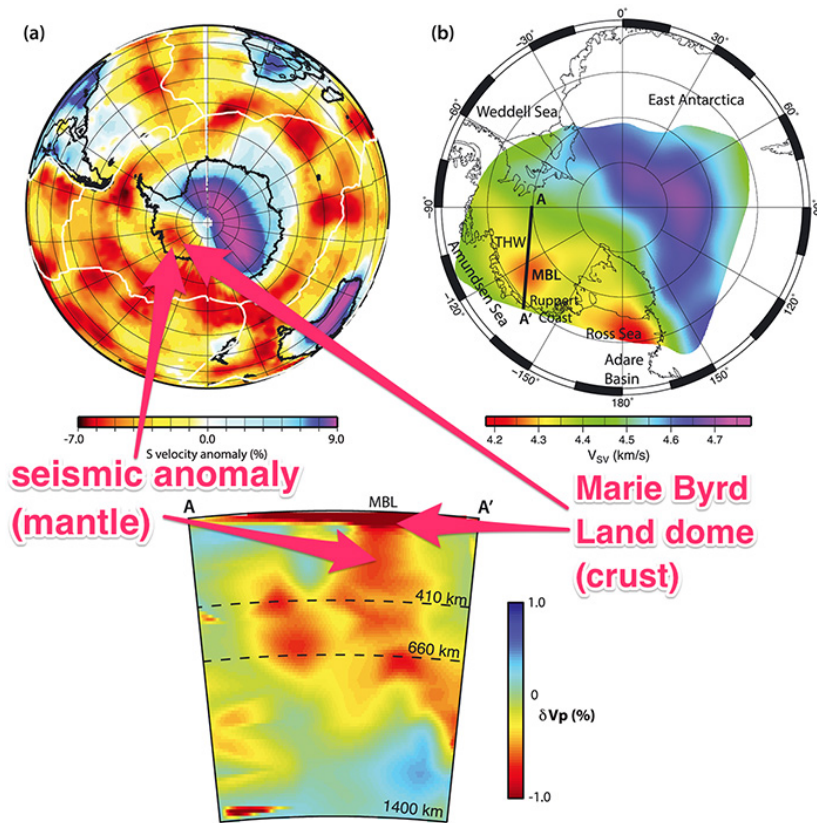 (a)
(b)
0°
-30°
30°
-60°
60°
-90°
90°
-120°
120°
-150°
150°
180°
Weddell Sea
East Antarctica
A
THW
MBL
Amundsen Sea
A'
Ruppert
Coast
Ross Sea
Adare
Basin
-7.0 0.0 9.0
S velocity anomaly (%)
4.2 4.3 4.4 4.5 4.6 4.7
VSV (km/s)
seismic anomaly
(mantle)
Marie Byrd
Land dome
(crust)
A MBL A'
410 km
660 km
1400 km
1.0
0
δVp (%)
-1.0